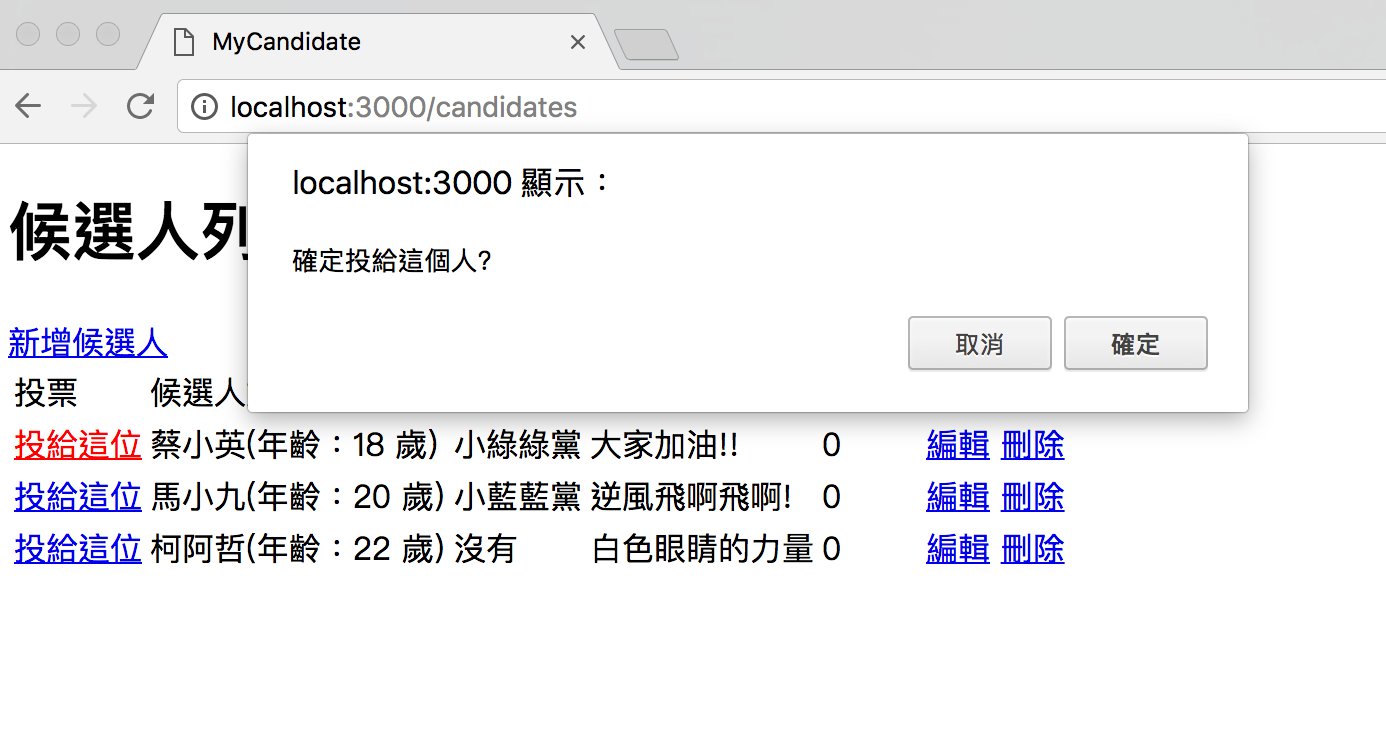 MyCandidate
localhost:3000/candidates
localhost:3000 顯示：
確定投給這個人?
取消 確定
候選人列
新增候選人
投票 候選人
投給這位 蔡小英(年齡：18 歲) 小綠綠黨 大家加油!! 0 編輯 刪除
投給這位 馬小九(年齡：20 歲) 小藍藍黨 逆風飛啊飛啊! 0 編輯 刪除
投給這位 柯阿哲(年齡：22 歲) 沒有 白色眼睛的力量 0 編輯 刪除